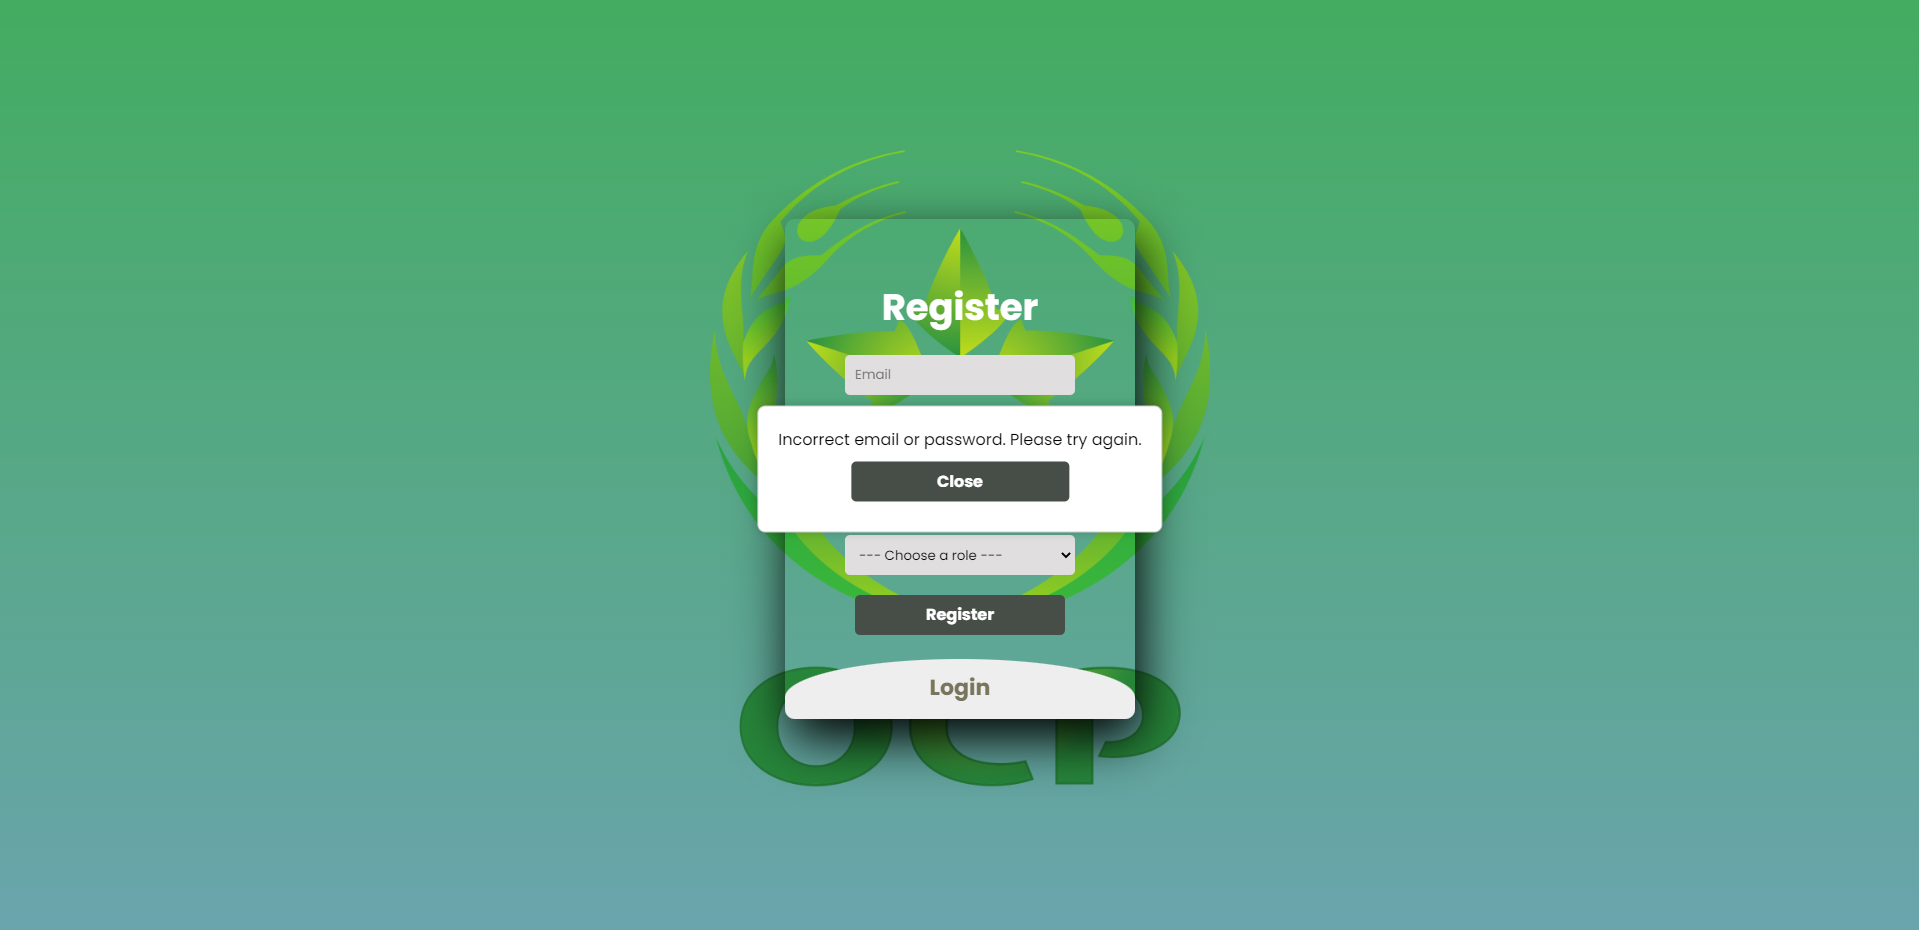 Register
Email
Incorrect email or password. Please try again.
Close
--- Choose a role ---
Register
Login
OCP